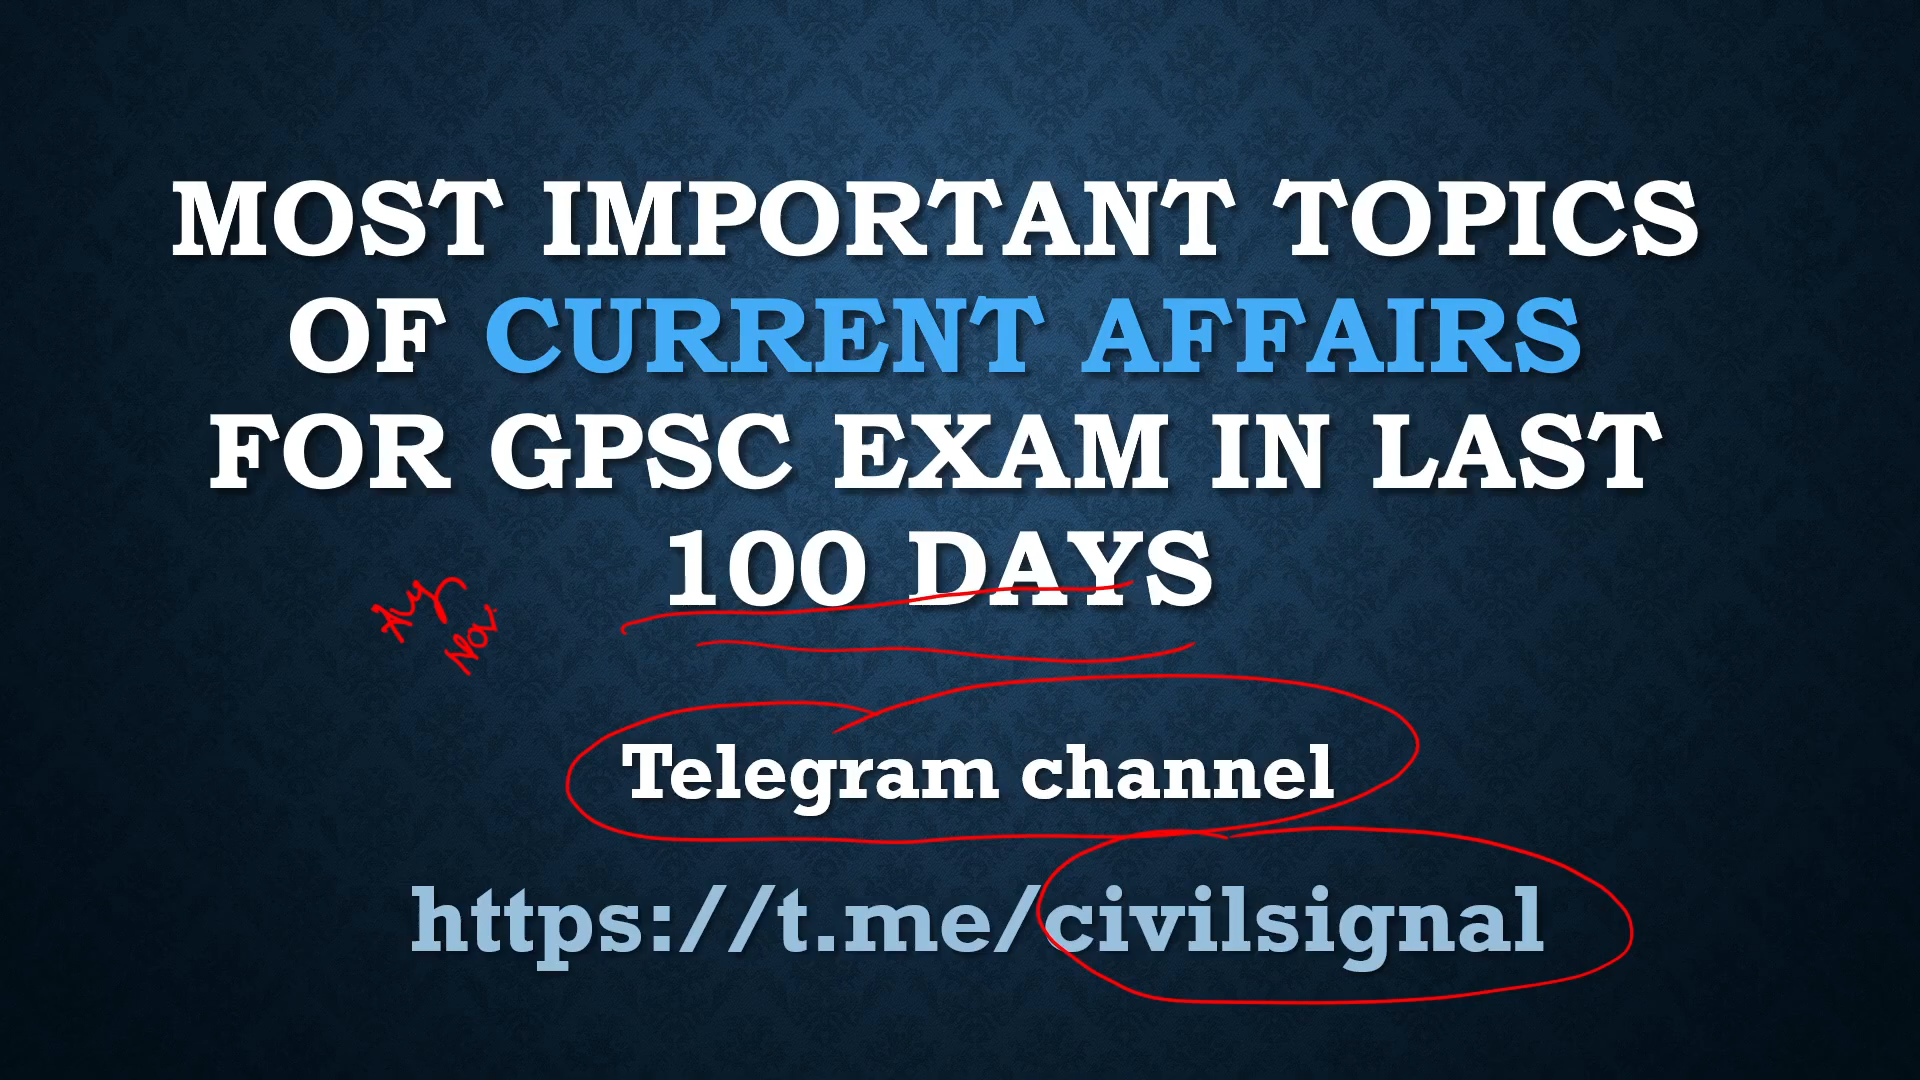 MOST IMPORTANT TOPICS
OF CURRENT AFFAIRS
FOR GPSC EXAM IN LAST
100 DAYS
Nov.
Telegram channel
https://t.me/civilsignal